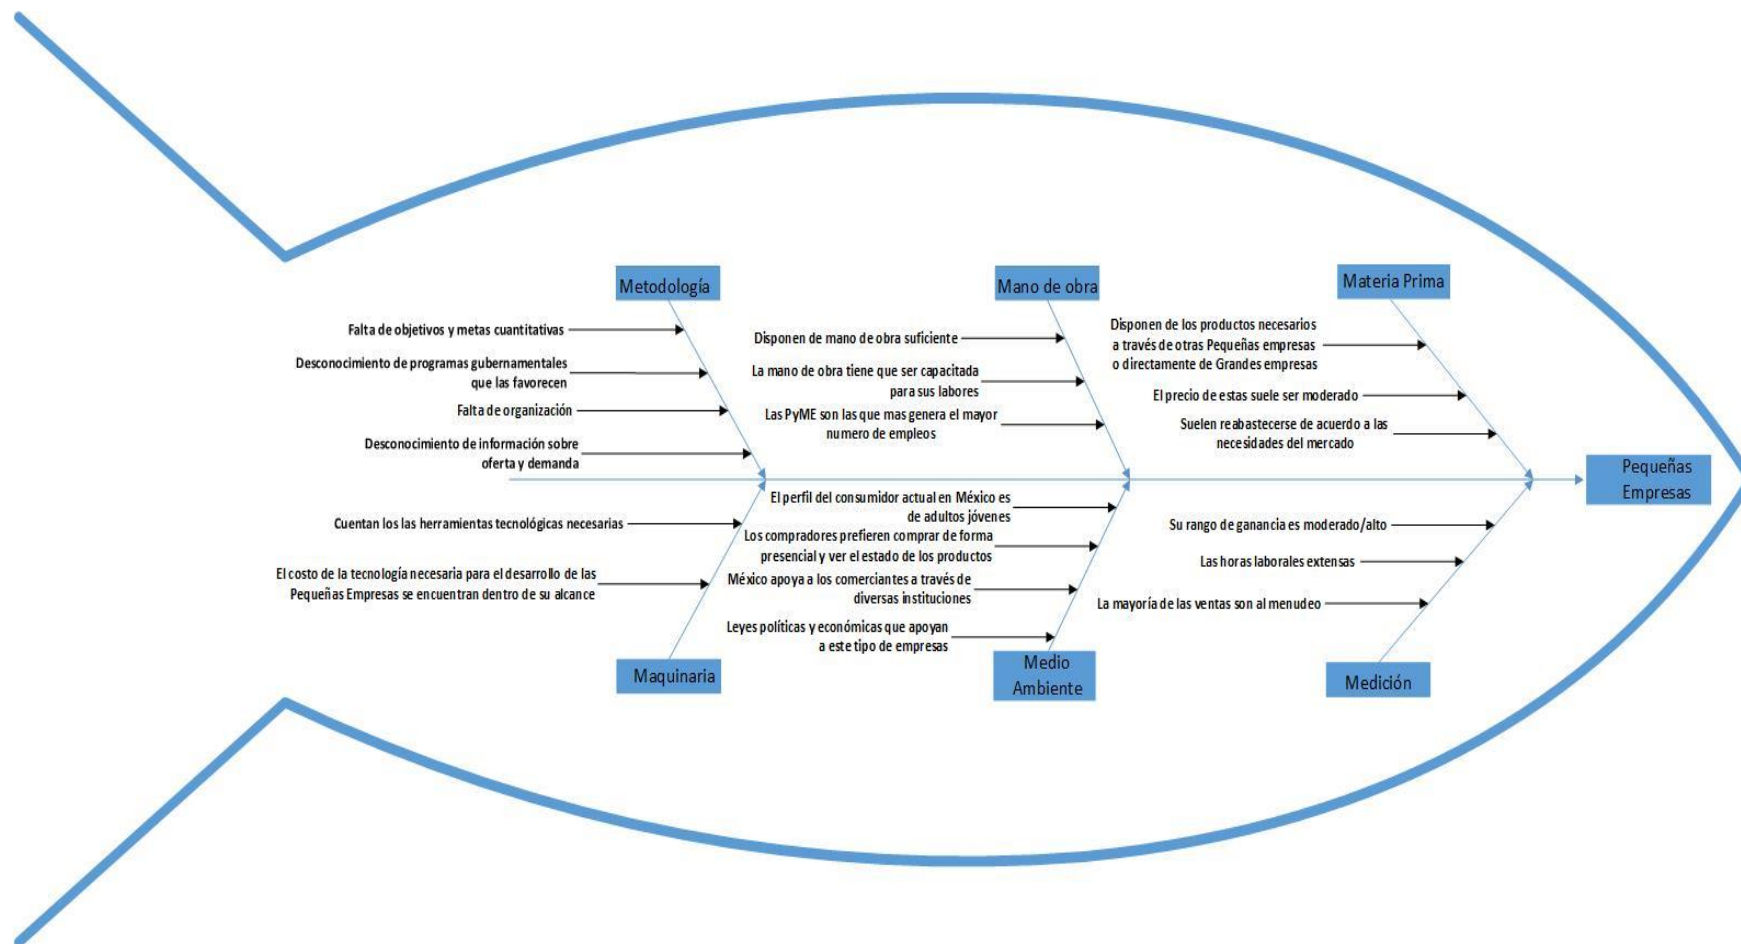 Metodología
Falta de objetivos y metas cuantitativas
Desconocimiento de programas gubernamentales
que las favorecen
Falta de organización
Desconocimiento de información sobre
oferta y demanda
Mano de obra
Disponen de mano de obra suficiente
La mano de obra tiene que ser capacitada
para sus labores
Las PyME son las que mas genera el mayor
numero de empleos
Materia Prima
Disponen de los productos necesarios
a través de otras Pequeñas empresas
o directamente de Grandes empresas
El precio de estas suele ser moderado
Suelen reabastecerse de acuerdo a las
necesidades del mercado
Pequeñas
Empresas
Cuentan los las herramientas tecnológicas necesarias
El costo de la tecnología necesaria para el desarrollo de las
Pequeñas Empresas se encuentran dentro de su alcance
Maquinaria
El perfil del consumidor actual en México es
de adultos jóvenes
Los compradores prefieren comprar de forma
presencial y ver el estado de los productos
México apoya a los comerciantes a través de
diversas instituciones
Leyes políticas y económicas que apoyan
a este tipo de empresas
Medio
Ambiente
Su rango de ganancia es moderado/alto
Las horas laborales extensas
La mayoría de las ventas son al menudeo
Medición